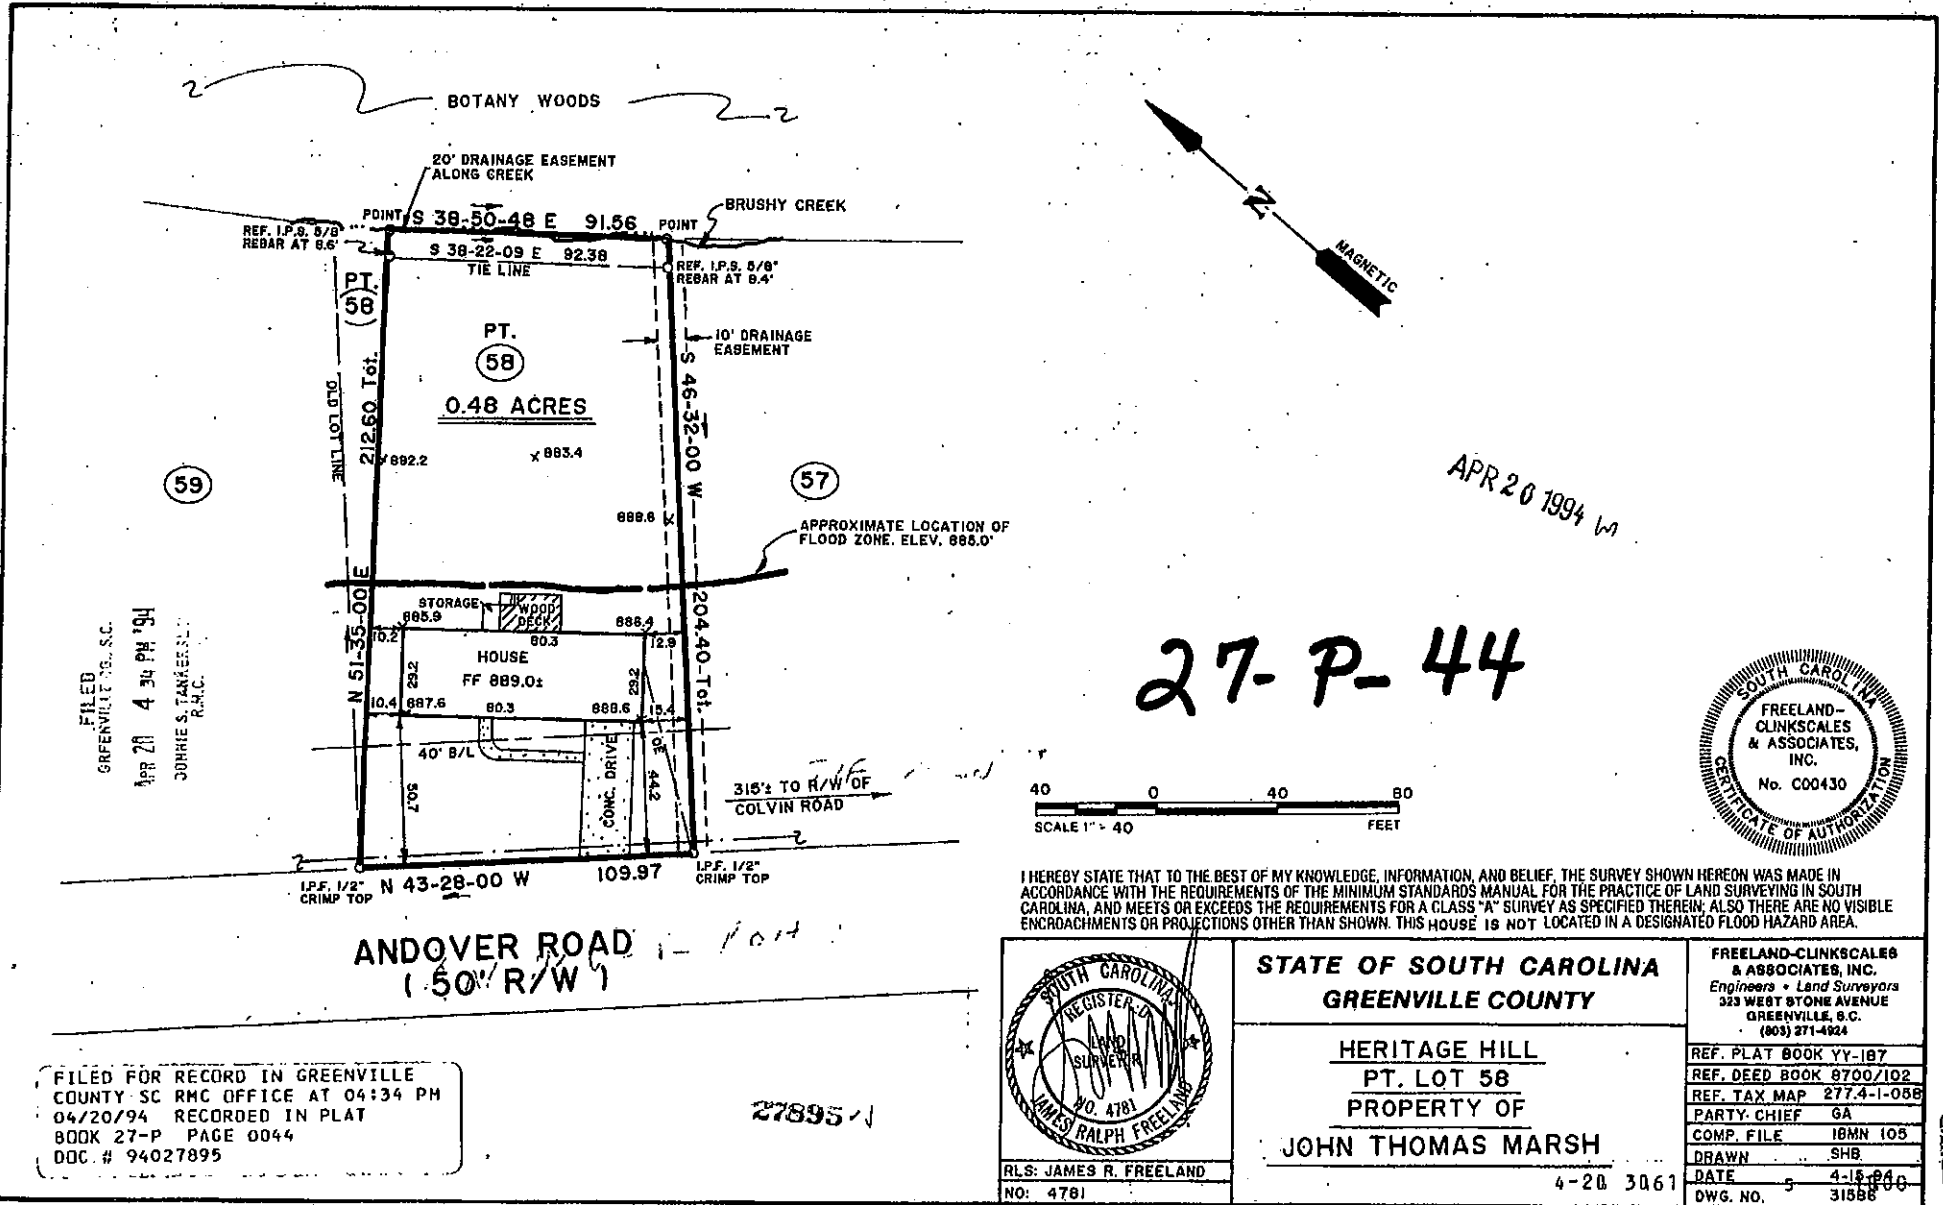 BOTANY WOODS
20' DRAINAGE EASEMENT
ALONG CREEK
BRUSHY CREEK
POINT
S 38-50-48 E 91.56
POINT
REF. I.P.S. 5/8"
REBAR AT 8.6'
S 38-22-09 E 92.38
TIE LINE
REF. I.P.S. 5/8"
REBAR AT 8.4'
PT.
58
PT.
58
0.48 ACRES
10' DRAINAGE
EASEMENT
N
MAGNETIC
OLD LOT LINE
212.60 Tot.
N 51-35-00 E
S 46-32-00 W
204.40 Tot.
882.2
883.4
59
57
888.6
APPROXIMATE LOCATION OF
FLOOD ZONE. ELEV. 885.0'
APR 20 1994
STORAGE
WOOD
DECK
885.9
886.4
10.2
80.3
12.9
HOUSE
FF 889.0±
29.2
29.2
10.4
887.6
80.3
888.6
15.4
40' B/L
CONC. DRIVE
OE
50.7
44.2
315'± TO R/W OF
COLVIN ROAD
I.P.F. 1/2"
CRIMP TOP
N 43-28-00 W 109.97
I.P.F. 1/2"
CRIMP TOP
ANDOVER ROAD
(50' R/W)
FILED
GREENVILLE CO., S.C.
APR 20 4 34 PM '94
R.M.C.
27-P-44
40 0 40 80
SCALE 1" = 40
FEET
SOUTH CAROLINA
FREELAND-
CLINKSCALES
& ASSOCIATES,
INC.
No. C00430
CERTIFICATE OF AUTHORIZATION
I HEREBY STATE THAT TO THE BEST OF MY KNOWLEDGE, INFORMATION, AND BELIEF, THE SURVEY SHOWN HEREON WAS MADE IN
ACCORDANCE WITH THE REQUIREMENTS OF THE MINIMUM STANDARDS MANUAL FOR THE PRACTICE OF LAND SURVEYING IN SOUTH
CAROLINA, AND MEETS OR EXCEEDS THE REQUIREMENTS FOR A CLASS "A" SURVEY AS SPECIFIED THEREIN; ALSO THERE ARE NO VISIBLE
ENCROACHMENTS OR PROJECTIONS OTHER THAN SHOWN. THIS HOUSE IS NOT LOCATED IN A DESIGNATED FLOOD HAZARD AREA.
SOUTH CAROLINA
REGISTERED
LAND
SURVEYOR
NO. 4781
JAMES RALPH FREELAND
RLS: JAMES R. FREELAND
NO: 4781
STATE OF SOUTH CAROLINA
GREENVILLE COUNTY
HERITAGE HILL
PT. LOT 58
PROPERTY OF
JOHN THOMAS MARSH
4-20 3061
FREELAND-CLINKSCALES
& ASSOCIATES, INC.
Engineers • Land Surveyors
323 WEST STONE AVENUE
GREENVILLE, S.C.
(803) 271-4924
REF. PLAT BOOK YY-187
REF. DEED BOOK 8700/102
REF. TAX MAP 277.4-1-058
PARTY CHIEF GA
COMP. FILE IBMN 105
DRAWN SHB
DATE
DWG. NO.
FILED FOR RECORD IN GREENVILLE
COUNTY SC RMC OFFICE AT 04:34 PM
04/20/94 RECORDED IN PLAT
BOOK 27-P PAGE 0044
DOC.# 94027895
27895